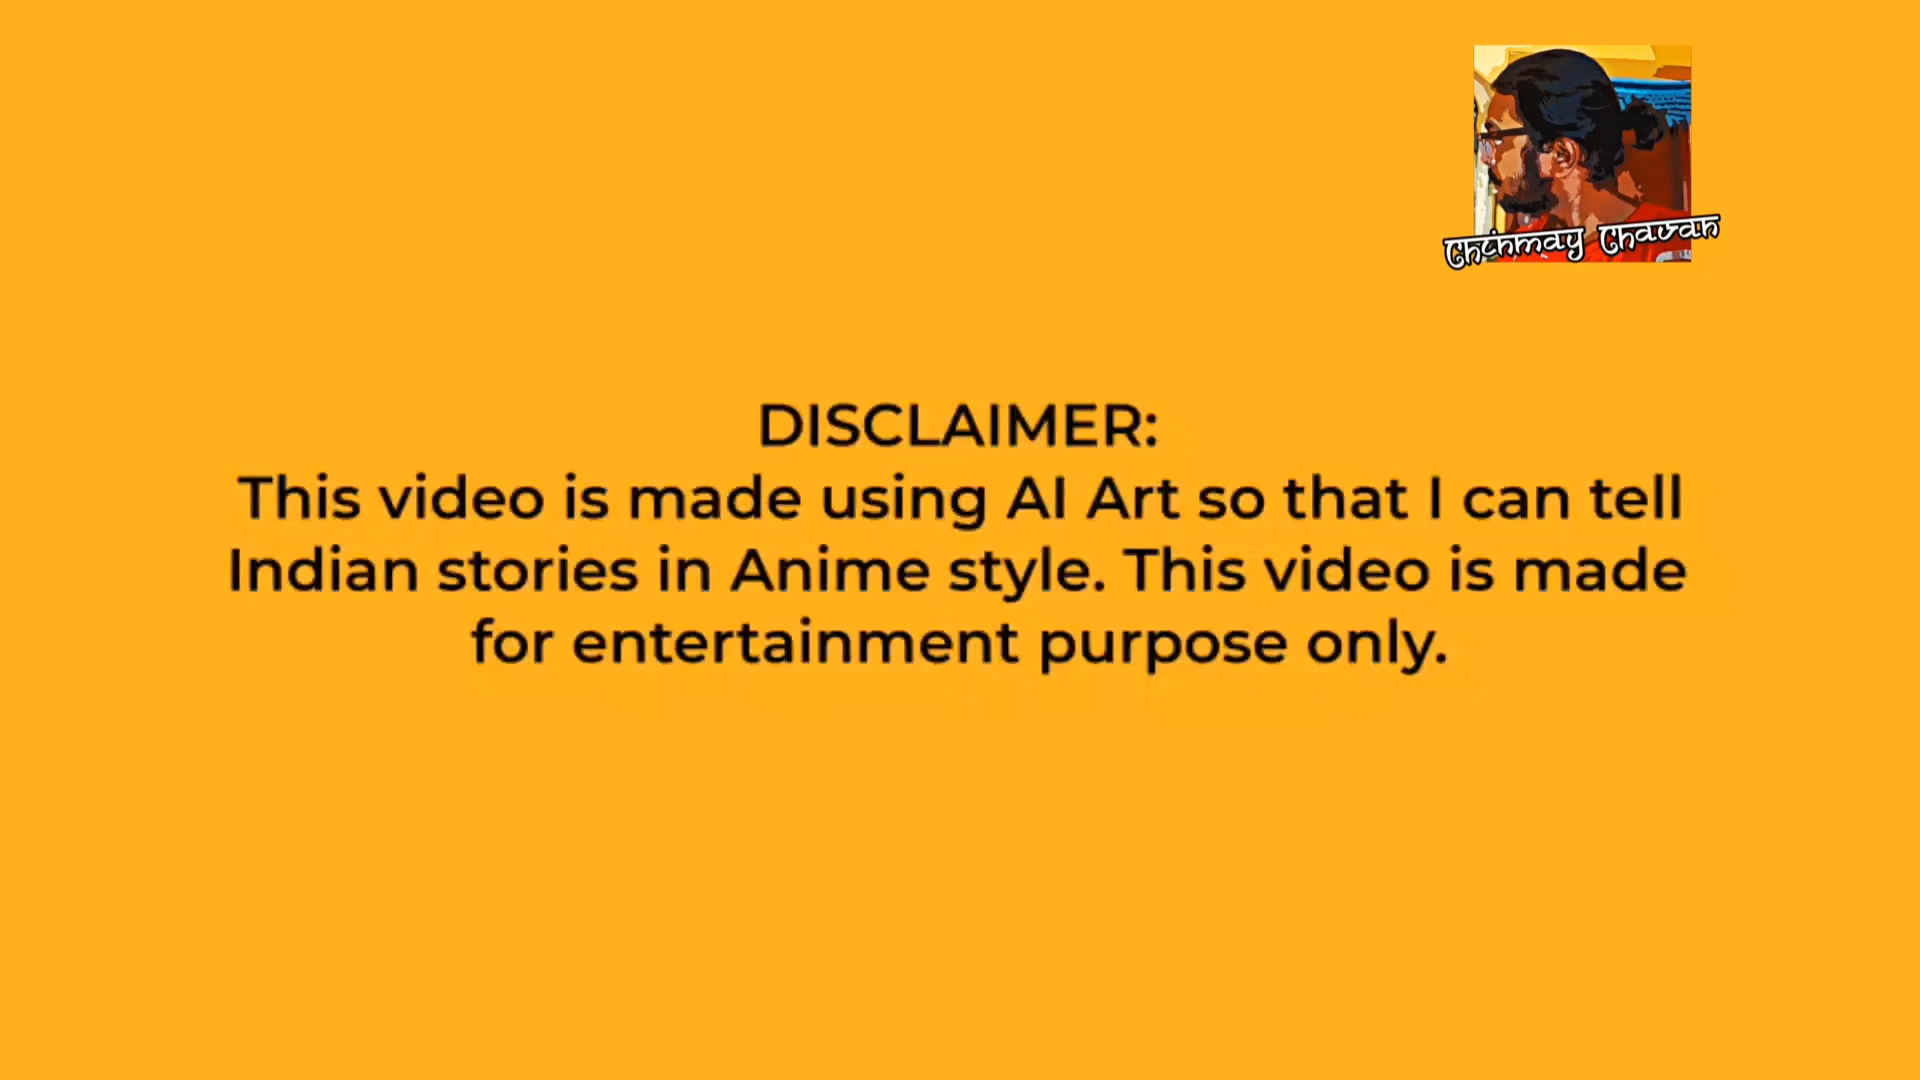 Chinmay Chavan
DISCLAIMER:
This video is made using AI Art so that I can tell
Indian stories in Anime style. This video is made
for entertainment purpose only.